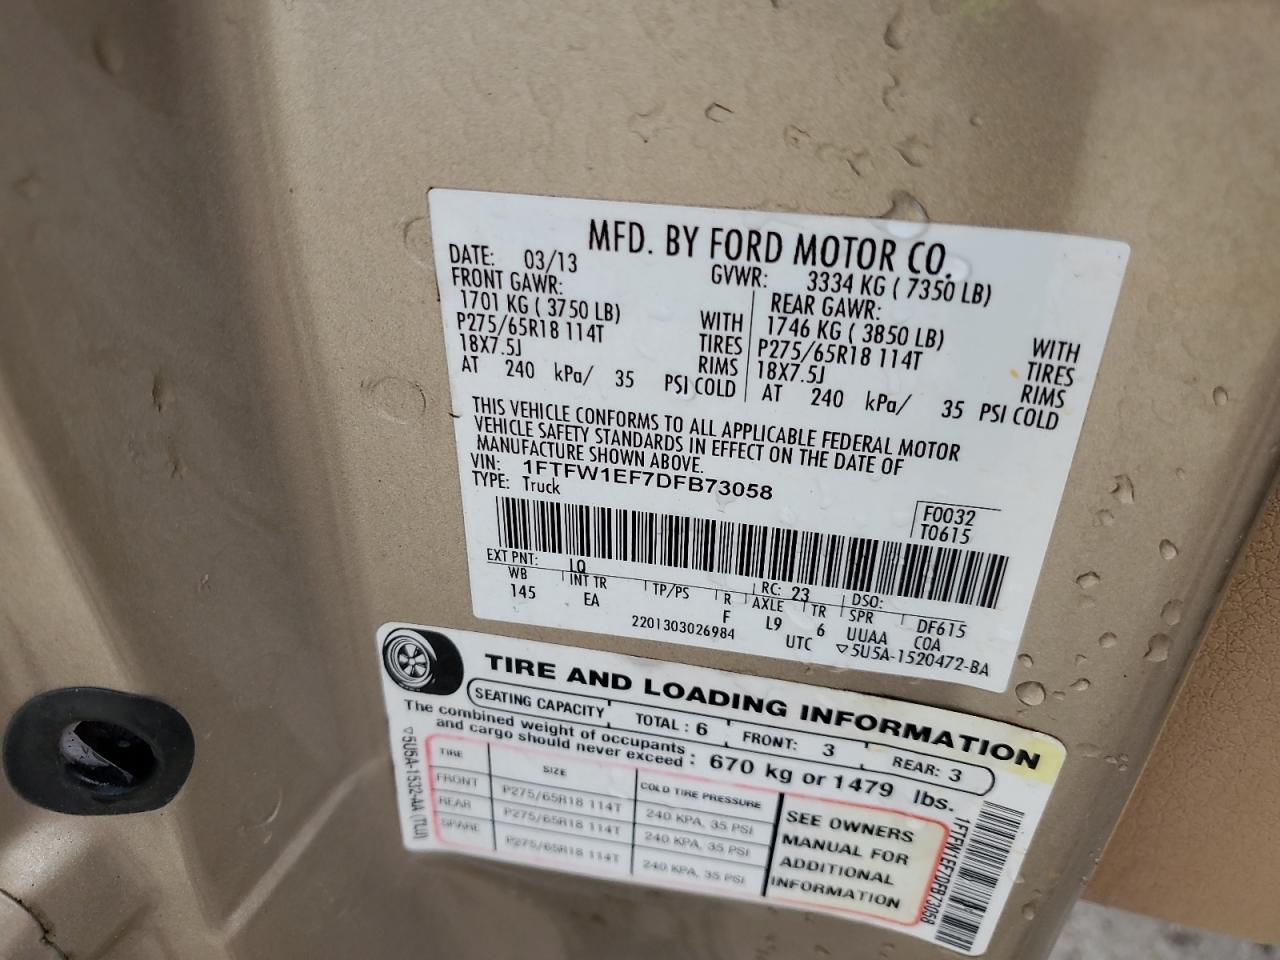 MFD. BY FORD MOTOR CO.
DATE: 03/13 GVWR: 3334 KG ( 7350 LB)
FRONT GAWR: REAR GAWR:
1701 KG ( 3750 LB) WITH 1746 KG ( 3850 LB) WITH
P275/65R18 114T TIRES P275/65R18 114T TIRES
18X7.5J RIMS 18X7.5J RIMS
AT 240 kPa/ 35 PSI COLD AT 240 kPa/ 35 PSI COLD
THIS VEHICLE CONFORMS TO ALL APPLICABLE FEDERAL MOTOR
VEHICLE SAFETY STANDARDS IN EFFECT ON THE DATE OF
MANUFACTURE SHOWN ABOVE.
VIN: 1FTFW1EF7DFB73058
TYPE: Truck
F0032
T0615
EXT PNT: LQ RC: 23 DSO:
WB INT TR TP/PS R AXLE TR SPR DF615
145 EA F L9 6 UUAA COA
2201303026984 UTC ▽5U5A-1520472-BA
TIRE AND LOADING INFORMATION
SEATING CAPACITY TOTAL : 6 FRONT: 3 REAR: 3
The combined weight of occupants
and cargo should never exceed : 670 kg or 1479 lbs.
TIRE SIZE COLD TIRE PRESSURE
FRONT P275/65R18 114T 240 KPA, 35 PSI
REAR P275/65R18 114T 240 KPA, 35 PSI
SPARE P275/65R18 114T 240 KPA, 35 PSI
SEE OWNERS
MANUAL FOR
ADDITIONAL
INFORMATION
▽5U5A-1532-AA (TLU)
1FTFW1EF7DFB73058